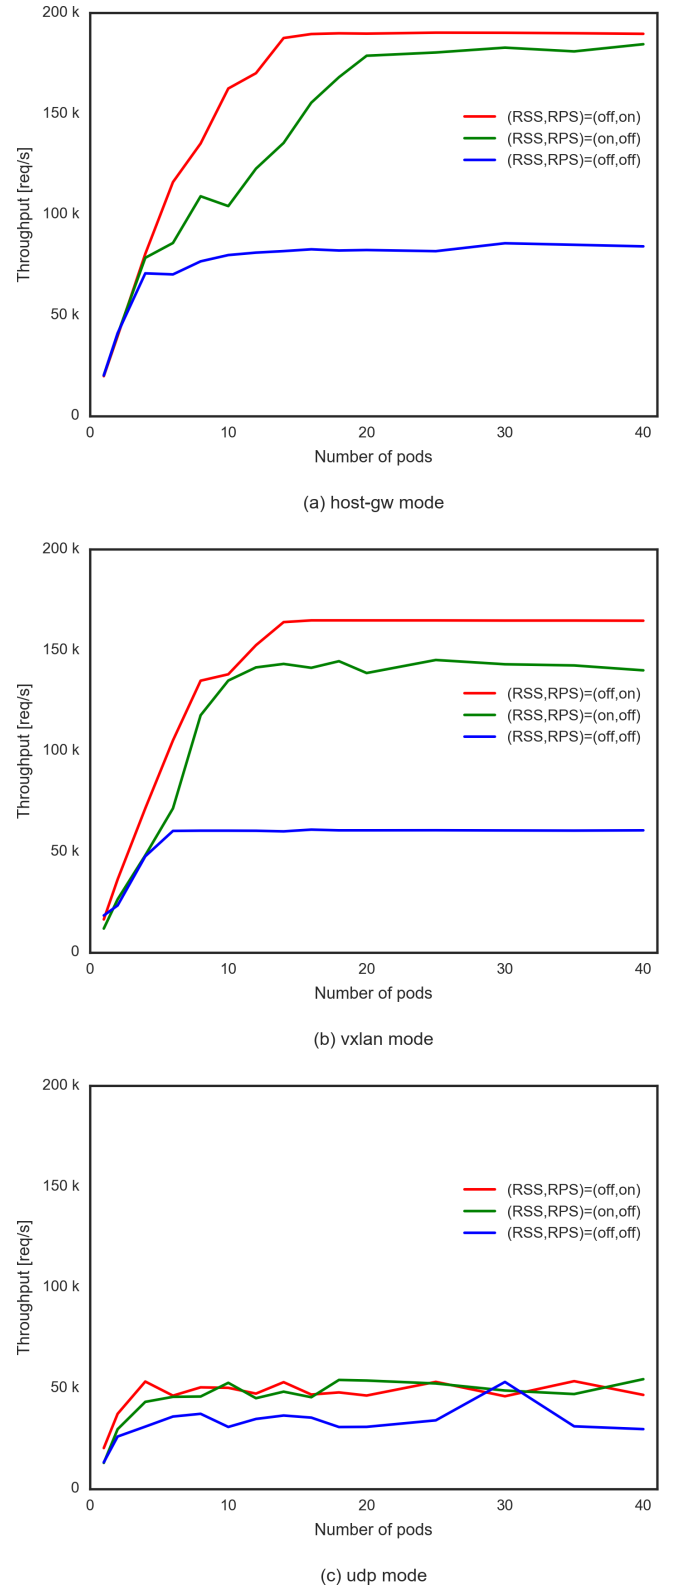 200 k
150 k
100 k
50 k
0
Throughput [req/s]
(RSS,RPS)=(off,on)
(RSS,RPS)=(on,off)
(RSS,RPS)=(off,off)
0 10 20 30 40
Number of pods
(a) host-gw mode
200 k
150 k
100 k
50 k
0
Throughput [req/s]
(RSS,RPS)=(off,on)
(RSS,RPS)=(on,off)
(RSS,RPS)=(off,off)
0 10 20 30 40
Number of pods
(b) vxlan mode
200 k
150 k
100 k
50 k
0
Throughput [req/s]
(RSS,RPS)=(off,on)
(RSS,RPS)=(on,off)
(RSS,RPS)=(off,off)
0 10 20 30 40
Number of pods
(c) udp mode